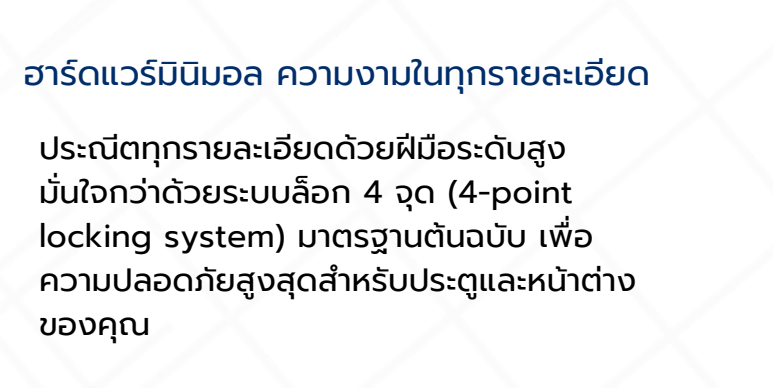 ฮาร์ดแวร์มินิมอล ความงามในทุกรายละเอียด
ประณีตทุกรายละเอียดด้วยฝีมือระดับสูง
มั่นใจกว่าด้วยระบบล็อก 4 จุด (4-point
locking system) มาตรฐานต้นฉบับ เพื่อ
ความปลอดภัยสูงสุดสำหรับประตูและหน้าต่าง
ของคุณ